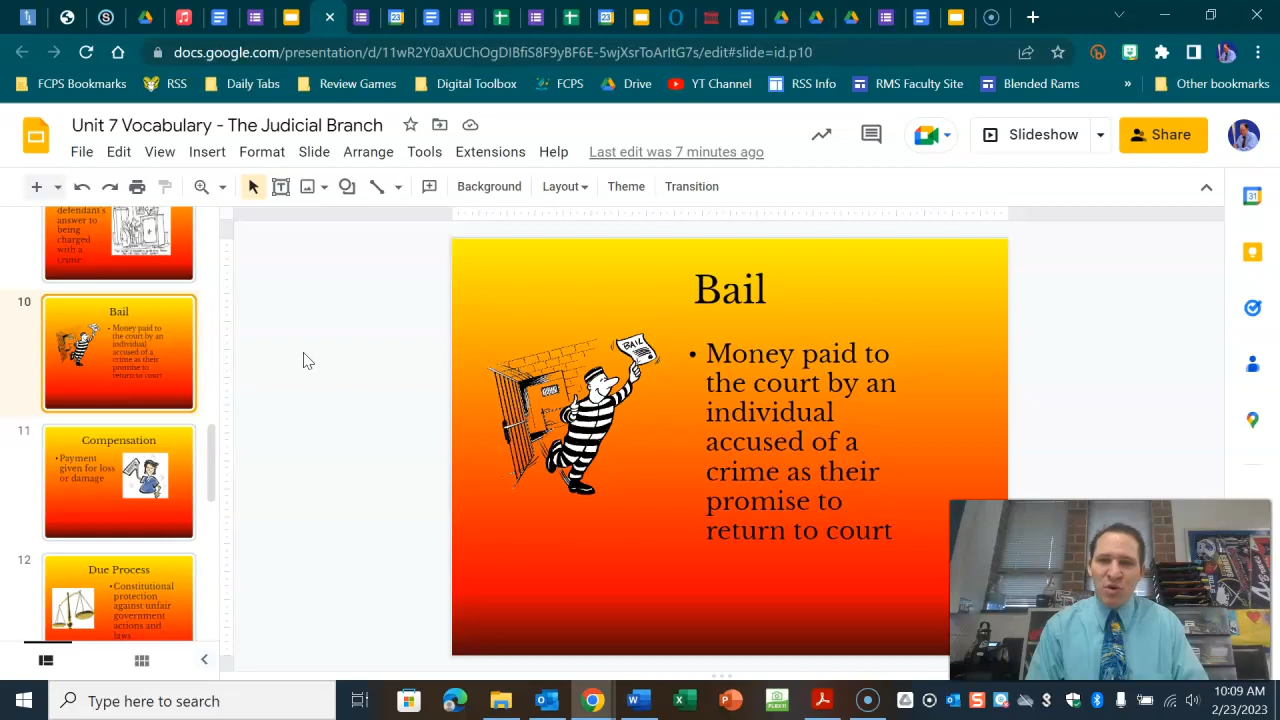 docs.google.com/presentation/d/11wR2Y0aXUChOgDIBfiS8F9yBF6E-5wjXsrToArItG7s/edit#slide=id.p10
FCPS Bookmarks RSS Daily Tabs Review Games Digital Toolbox FCPS Drive YT Channel RSS Info RMS Faculty Site Blended Rams » Other bookmarks
Unit 7 Vocabulary - The Judicial Branch
Slideshow
Share
File Edit View Insert Format Slide Arrange Tools Extensions Help Last edit was 7 minutes ago
Background Layout Theme Transition
defendant's
answer to
being
charged
with a
crime
10
Bail
• Money paid to
the court by an
individual
accused of a
crime as their
promise to
return to court
11
Compensation
• Payment
given for loss
or damage
12
Due Process
• Constitutional
protection
against unfair
government
actions and
laws
Bail
BAIL
• Money paid to
the court by an
individual
accused of a
crime as their
promise to
return to court
Type here to search
10:09 AM
2/23/2023